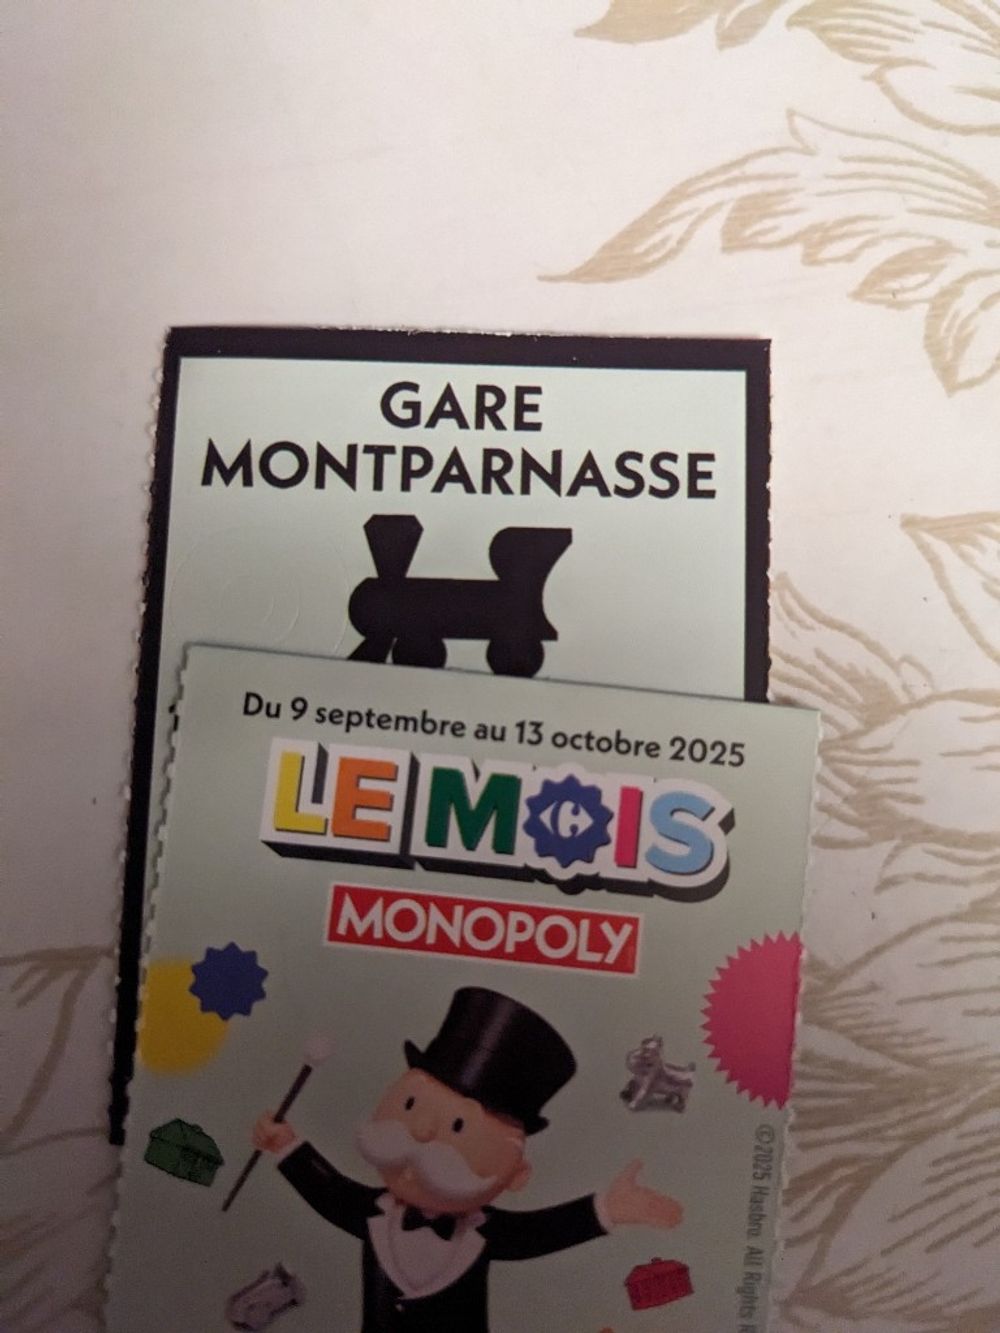 GARE
MONTPARNASSE
Du 9 septembre au 13 octobre 2025
LE MOIS
MONOPOLY
©2025 Hasbro. All Rights